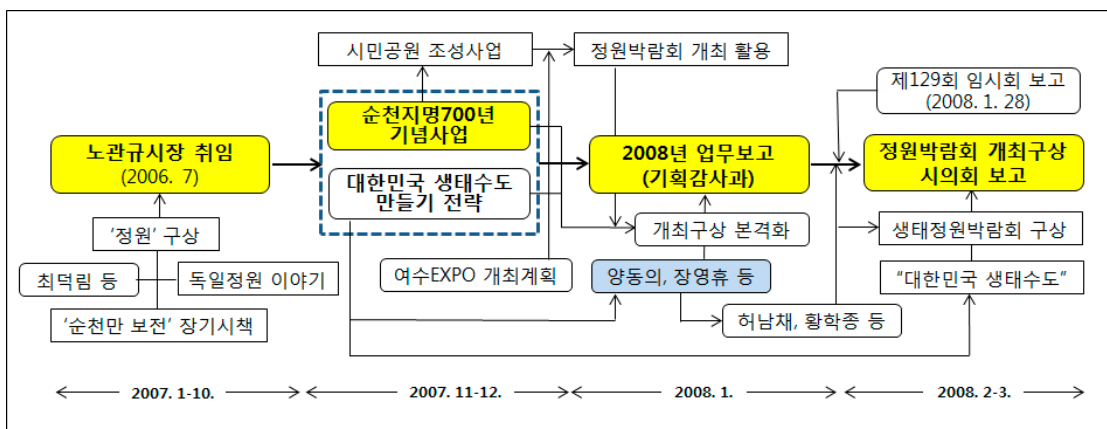 시민공원 조성사업
정원박람회 개최 활용
제129회 임시회 보고
(2008. 1. 28)
순천지명700년
기념사업
노관규시장 취임
(2006. 7)
대한민국 생태수도
만들기 전략
2008년 업무보고
(기획감사과)
정원박람회 개최구상
시의회 보고
'정원' 구상
개최구상 본격화
생태정원박람회 구상
최덕림 등
독일정원 이야기
여수EXPO 개최계획
양동의, 장영휴 등
"대한민국 생태수도"
'순천만 보전' 장기시책
허남채, 황학종 등
2007. 1-10.
2007. 11-12.
2008. 1.
2008. 2-3.